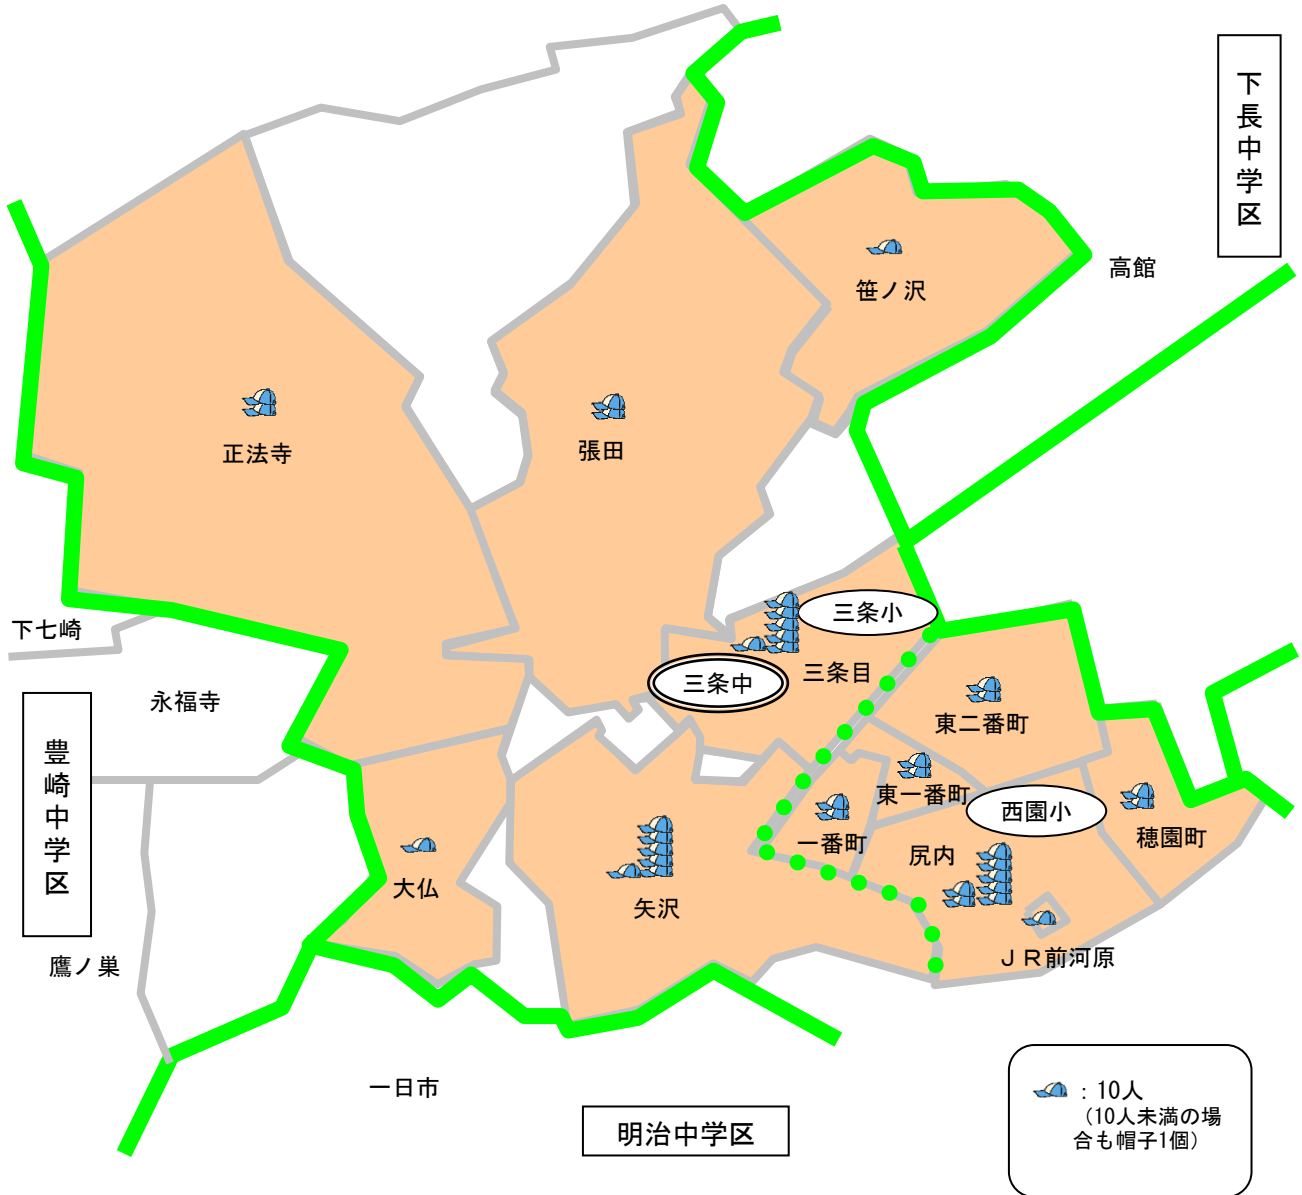 下長中学区
高館
笹ノ沢
正法寺
張田
三条小
下七崎
三条目
三条中
永福寺
東二番町
豊崎中学区
東一番町
西園小
穂園町
一番町
尻内
大仏
矢沢
鷹ノ巣
JR前河原
一日市
：10人
（10人未満の場
合も帽子1個）
明治中学区